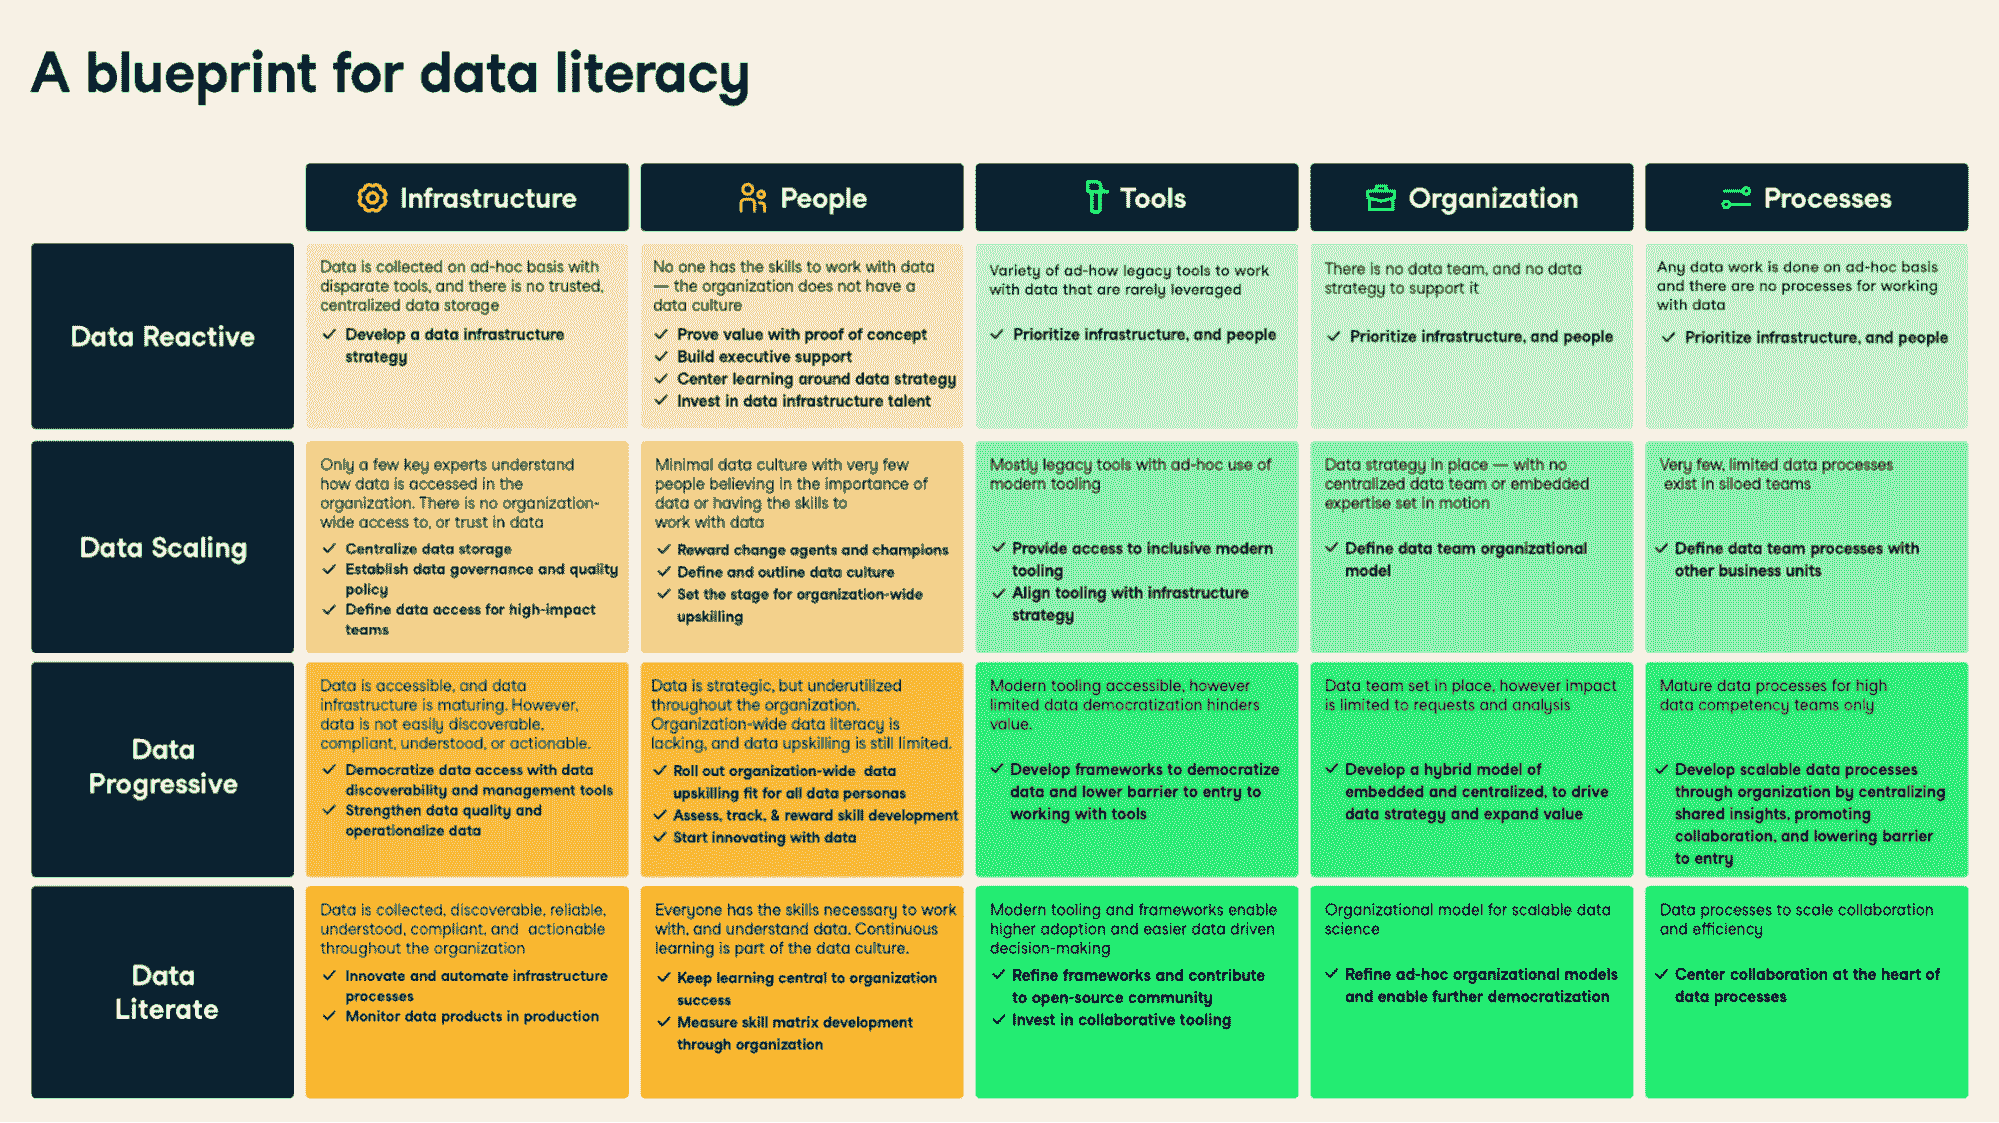 A blueprint for data literacy
Infrastructure
People
Tools
Organization
Processes
Data Reactive
Data is collected on ad-hoc basis with
disparate tools, and there is no trusted,
centralized data storage
✓ Develop a data infrastructure
strategy
No one has the skills to work with data
— the organization does not have a
data culture
✓ Prove value with proof of concept
✓ Build executive support
✓ Center learning around data strategy
✓ Invest in data infrastructure talent
Variety of ad-how legacy tools to work
with data that are rarely leveraged
✓ Prioritize infrastructure, and people
There is no data team, and no data
strategy to support it
✓ Prioritize infrastructure, and people
Any data work is done on ad-hoc basis
and there are no processes for working
with data
✓ Prioritize infrastructure, and people
Data Scaling
Only a few key experts understand
how data is accessed in the
organization. There is no organization-
wide access to, or trust in data
✓ Centralize data storage
✓ Establish data governance and quality
policy
✓ Define data access for high-impact
teams
Minimal data culture with very few
people believing in the importance of
data or having the skills to
work with data
✓ Reward change agents and champions
✓ Define and outline data culture
✓ Set the stage for organization-wide
upskilling
Mostly legacy tools with ad-hoc use of
modern tooling
✓ Provide access to inclusive modern
tooling
✓ Align tooling with infrastructure
strategy
Data strategy in place — with no
centralized data team or embedded
expertise set in motion
✓ Define data team organizational
model
Very few, limited data processes
exist in siloed teams
✓ Define data team processes with
other business units
Data
Progressive
Data is accessible, and data
infrastructure is maturing. However,
data is not easily discoverable,
compliant, understood, or actionable.
✓ Democratize data access with data
discoverability and management tools
✓ Strengthen data quality and
operationalize data
Data is strategic, but underutilized
throughout the organization.
Organization-wide data literacy is
lacking, and data upskilling is still limited.
✓ Roll out organization-wide data
upskilling fit for all data personas
✓ Assess, track, & reward skill development
✓ Start innovating with data
Modern tooling accessible, however
limited data democratization hinders
value.
✓ Develop frameworks to democratize
data and lower barrier to entry to
working with tools
Data team set in place, however impact
is limited to requests and analysis
✓ Develop a hybrid model of
embedded and centralized, to drive
data strategy and expand value
Mature data processes for high
data competency teams only
✓ Develop scalable data processes
through organization by centralizing
shared insights, promoting
collaboration, and lowering barrier
to entry
Data
Literate
Data is collected, discoverable, reliable,
understood, compliant, and actionable
throughout the organization
✓ Innovate and automate infrastructure
processes
✓ Monitor data products in production
Everyone has the skills necessary to work
with, and understand data. Continuous
learning is part of the data culture.
✓ Keep learning central to organization
success
✓ Measure skill matrix development
through organization
Modern tooling and frameworks enable
higher adoption and easier data driven
decision-making
✓ Refine frameworks and contribute
to open-source community
✓ Invest in collaborative tooling
Organizational model for scalable data
science
✓ Refine ad-hoc organizational models
and enable further democratization
Data processes to scale collaboration
and efficiency
✓ Center collaboration at the heart of
data processes